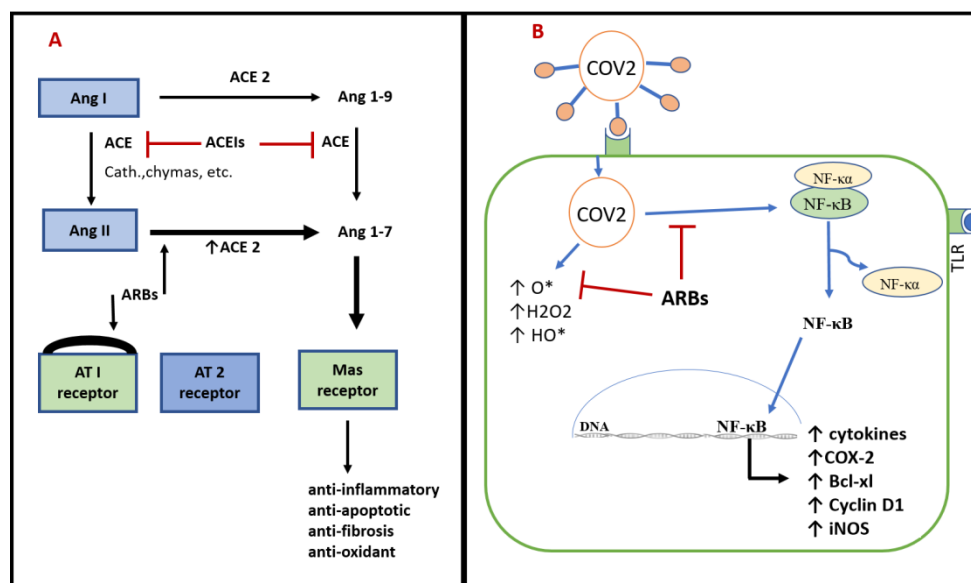 A
ACE 2
Ang I
Ang 1-9
ACE
ACEIs
ACE
Cath.,chymas, etc.
Ang II
↑ACE 2
Ang 1-7
ARBs
AT I
receptor
AT 2
receptor
Mas
receptor
anti-inflammatory
anti-apoptotic
anti-fibrosis
anti-oxidant
B
COV2
COV2
NF-κα
NF-κB
TLR
↑ O*
↑H2O2
↑ HO*
ARBs
NF-κα
NF-κB
DNA
NF-κB
↑ cytokines
↑COX-2
↑ Bcl-xl
↑ Cyclin D1
↑ iNOS